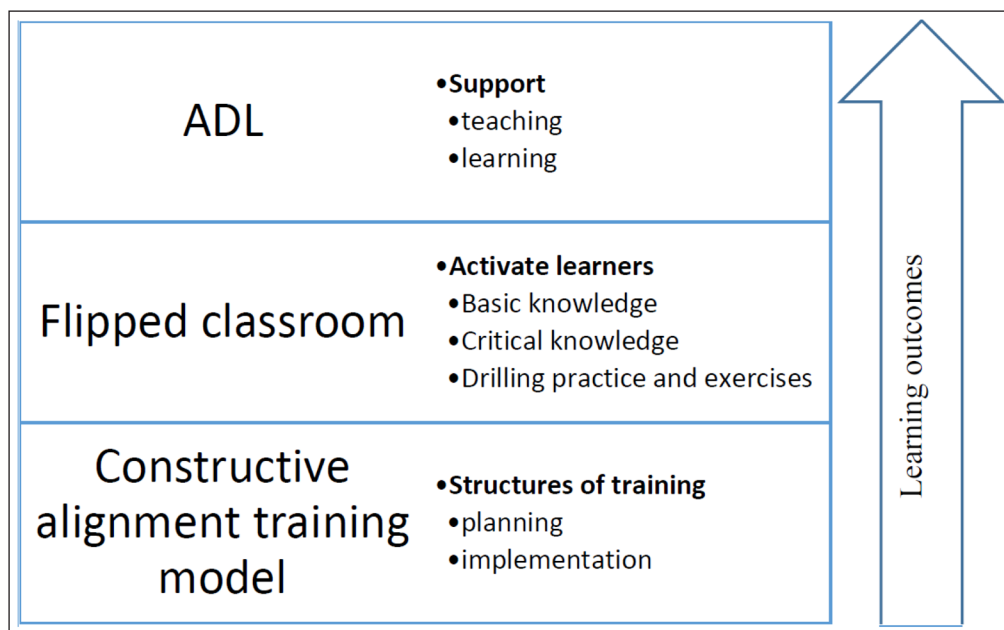 ADL
•Support
•teaching
•learning
Flipped classroom
•Activate learners
•Basic knowledge
•Critical knowledge
•Drilling practice and exercises
Constructive
alignment training
model
•Structures of training
•planning
•implementation
Learning outcomes